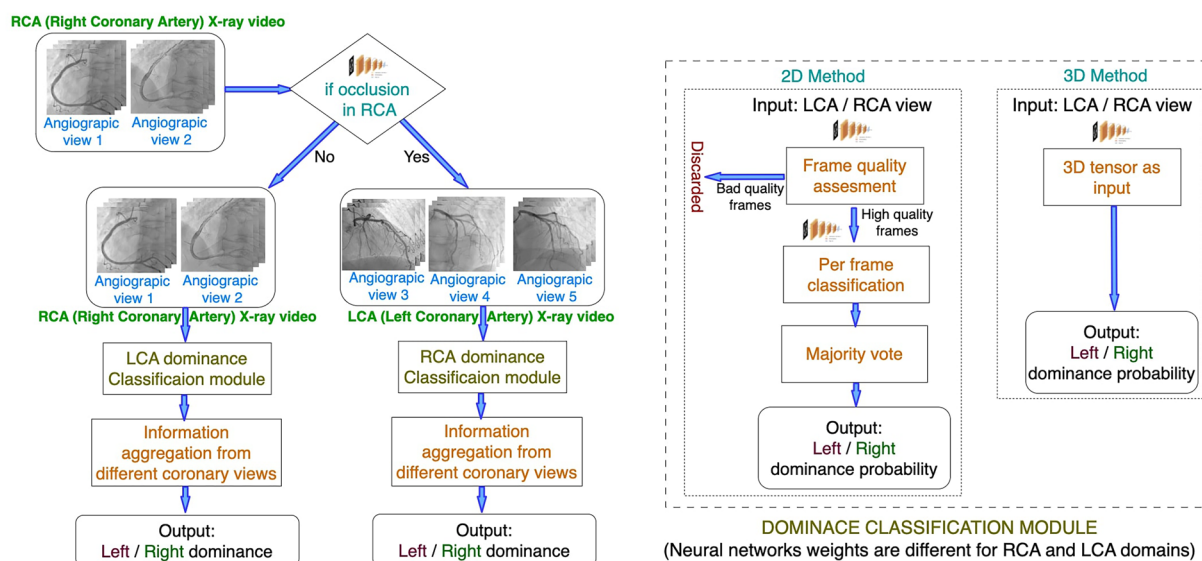 RCA (Right Coronary Artery) X-ray video
Angiograpic
view 1
Angiograpic
view 2
if occlusion
in RCA
No
Yes
Angiograpic
view 1
Angiograpic
view 2
RCA (Right Coronary Artery) X-ray video
Angiograpic
view 3
Angiograpic
view 4
Angiograpic
view 5
LCA (Left Coronary Artery) X-ray video
LCA dominance
Classificaion module
Information
aggregation from
different coronary views
Output:
Left / Right dominance
RCA dominance
Classificaion module
Information
aggregation from
different coronary views
Output:
Left / Right dominance
2D Method
Input: LCA / RCA view
Frame quality
assesment
Discarded
Bad quality
frames
High quality
frames
Per frame
classification
Majority vote
Output:
Left / Right
dominance probability
3D Method
Input: LCA / RCA view
3D tensor as
input
Output:
Left / Right
dominance probability
DOMINACE CLASSIFICATION MODULE
(Neural networks weights are different for RCA and LCA domains)